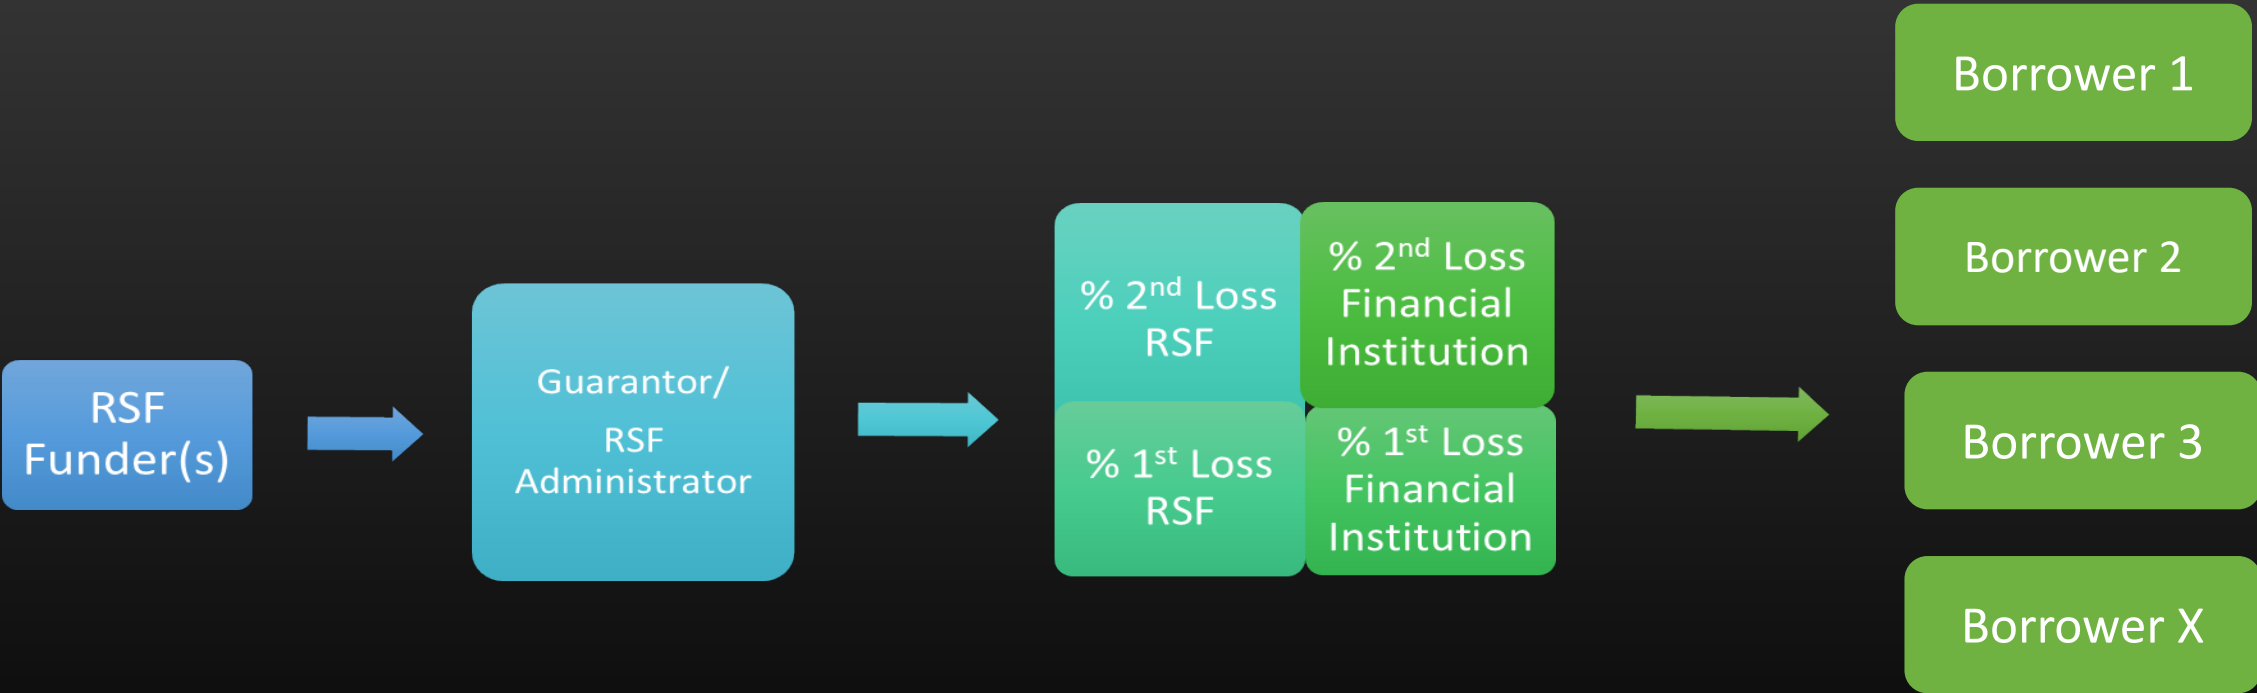 RSF
Funder(s)
Guarantor/
RSF
Administrator
% 2nd Loss
RSF
% 1st Loss
RSF
% 2nd Loss
Financial
Institution
% 1st Loss
Financial
Institution
Borrower 1
Borrower 2
Borrower 3
Borrower X